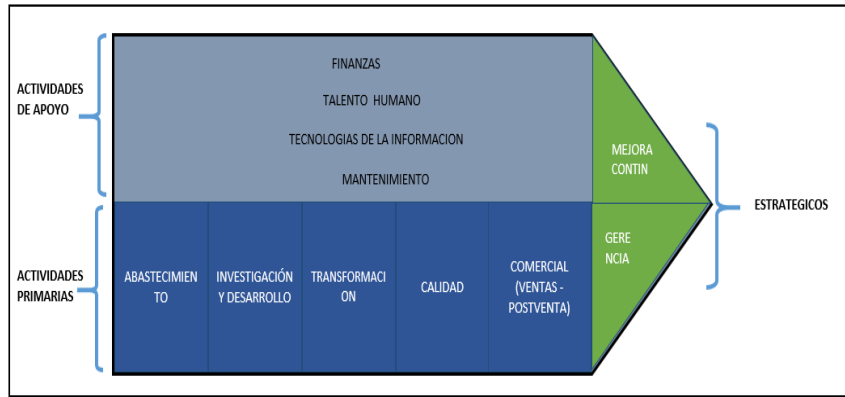 ACTIVIDADES
DE APOYO
FINANZAS
TALENTO HUMANO
TECNOLOGIAS DE LA INFORMACION
MANTENIMIENTO
MEJORA
CONTIN
ESTRATEGICOS
ACTIVIDADES
PRIMARIAS
ABASTECIMIEN
TO
INVESTIGACIÓN
Y DESARROLLO
TRANSFORMACI
ON
CALIDAD
COMERCIAL
(VENTAS -
POSTVENTA)
GERE
NCIA